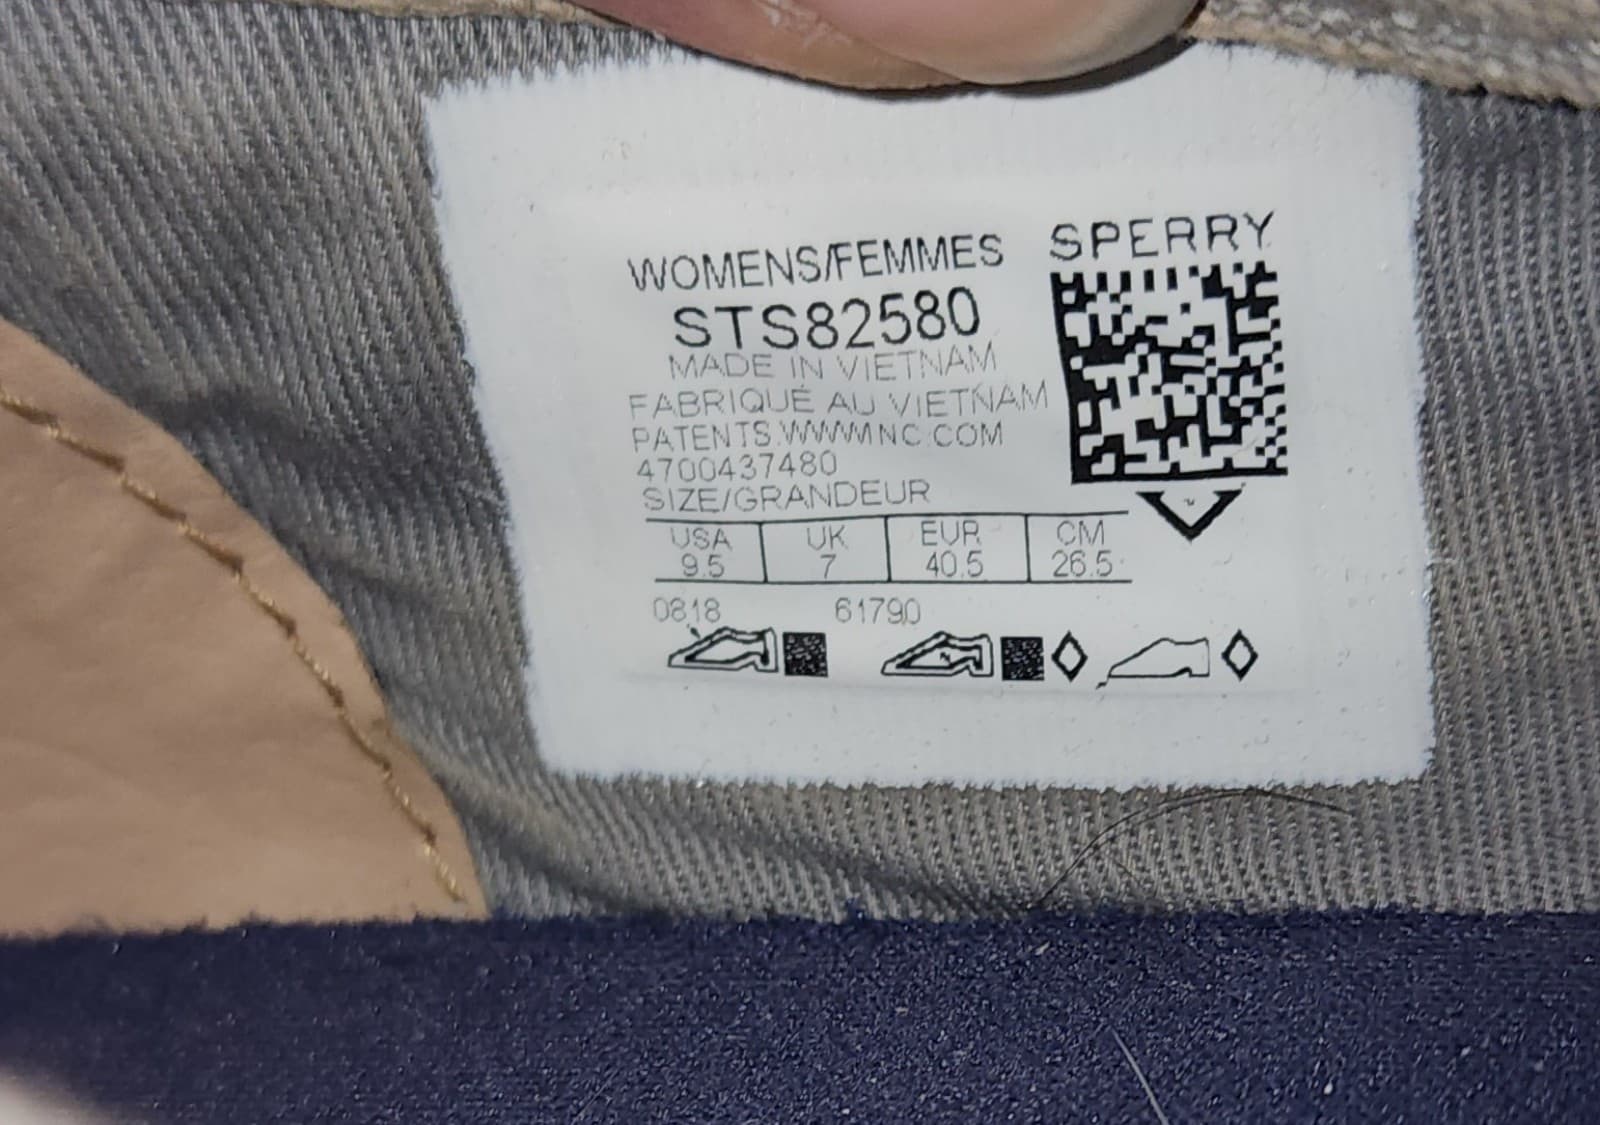 WOMENS/FEMMES
SPERRY
STS82580
MADE IN VIETNAM
FABRIQUÉ AU VIETNAM
PATENTS:WWWINC.COM
4700437480
SIZE/GRANDEUR
USA UK EUR CM
9.5 7 40.5 26.5
0818 61790